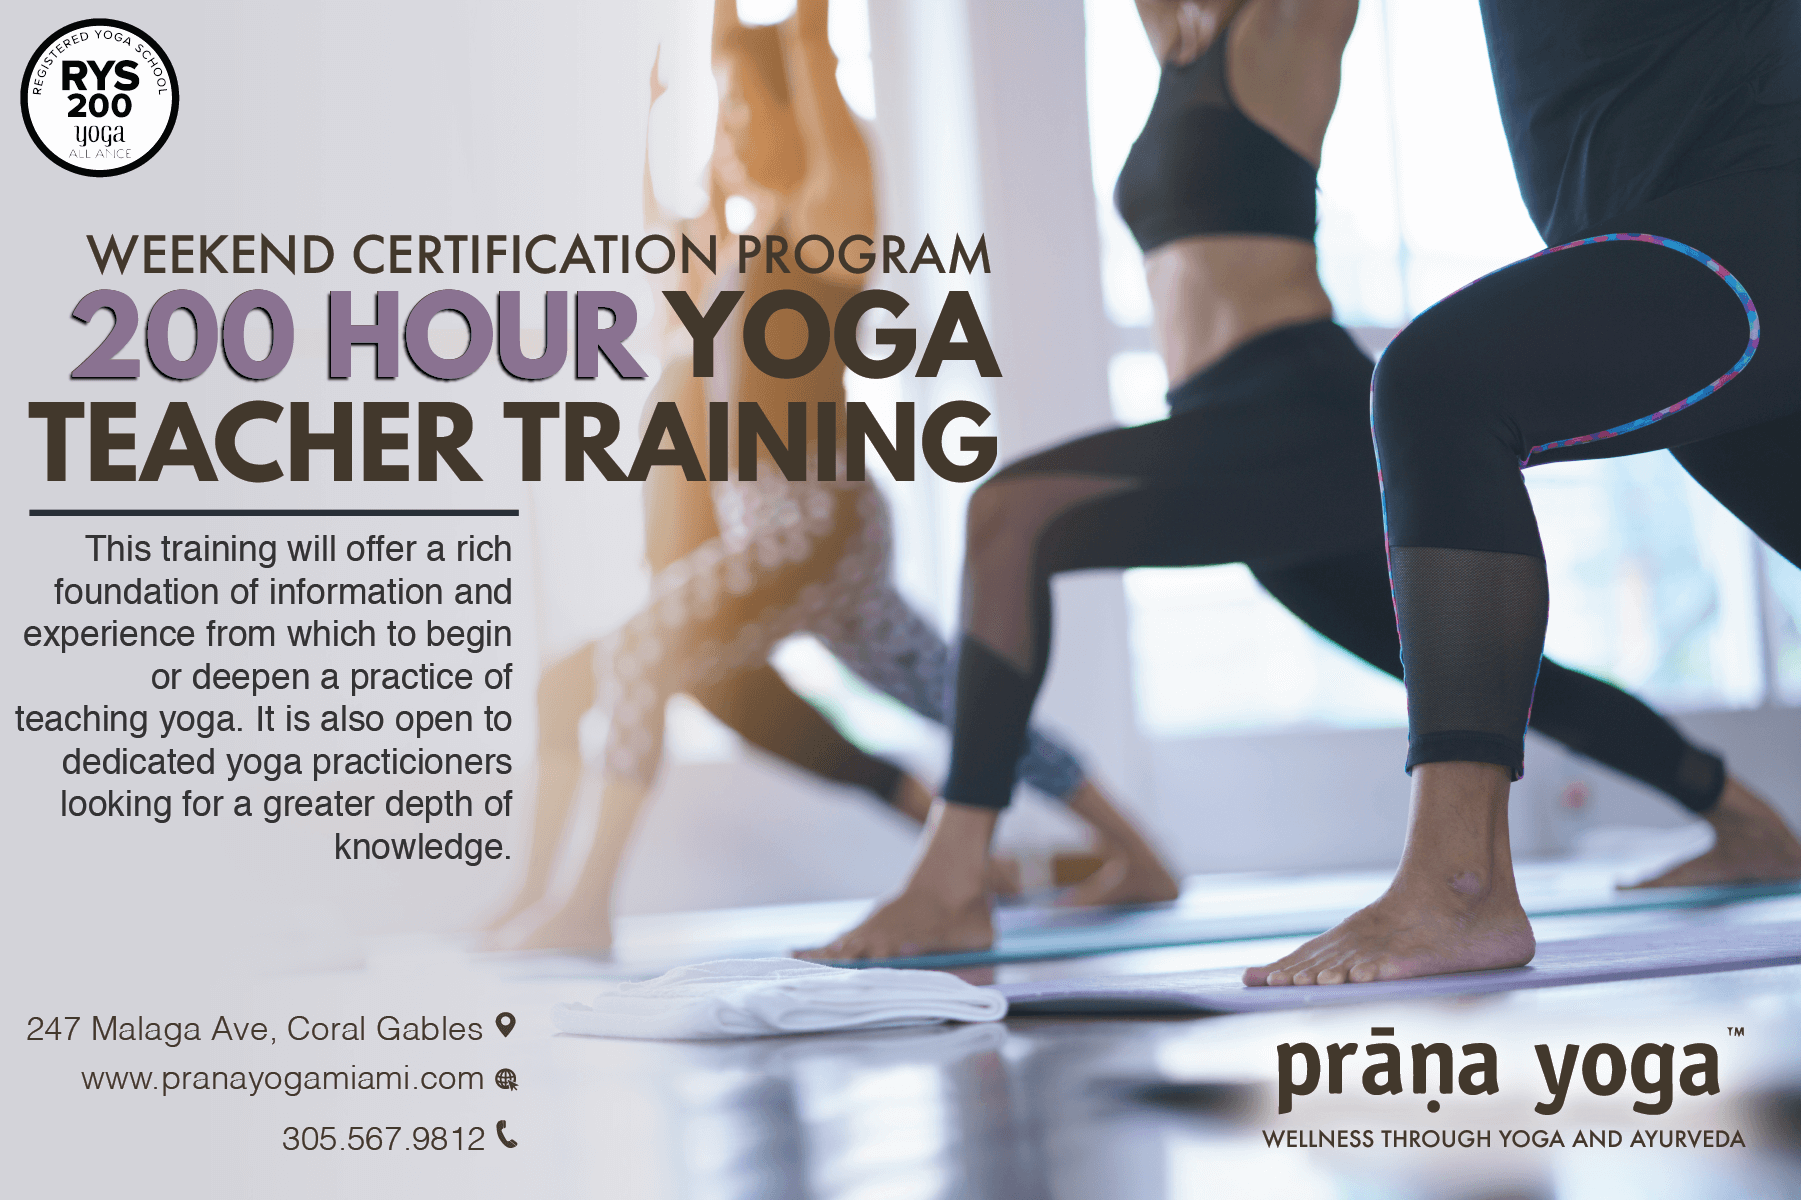 REGISTERED YOGA SCHOOL
RYS
200
yoga
ALLIANCE
WEEKEND CERTIFICATION PROGRAM
200 HOUR YOGA
TEACHER TRAINING
This training will offer a rich
foundation of information and
experience from which to begin
or deepen a practice of
teaching yoga. It is also open to
dedicated yoga practicioners
looking for a greater depth of
knowledge.
247 Malaga Ave, Coral Gables
www.pranayogamiami.com
305.567.9812
prāṇa yoga™
WELLNESS THROUGH YOGA AND AYURVEDA